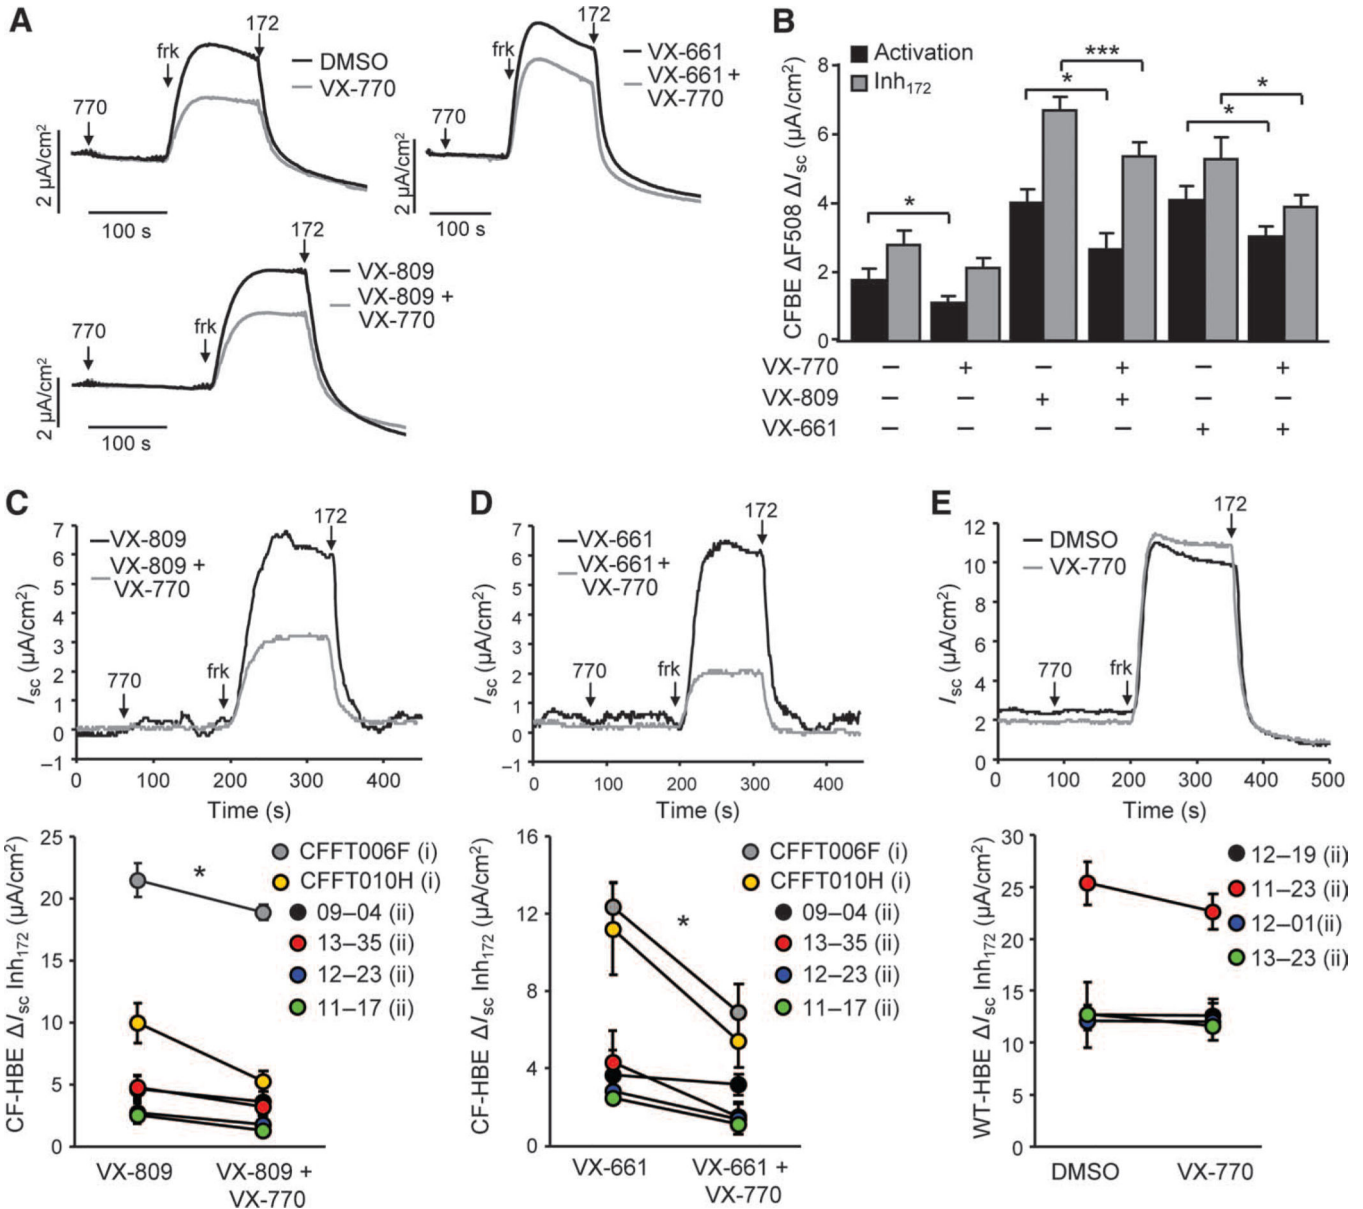 A
770
frk
172
DMSO
VX-770
2 µA/cm2
100 s
770
frk
172
VX-661
VX-661 +
VX-770
2 µA/cm2
100 s
770
frk
172
VX-809
VX-809 +
VX-770
2 µA/cm2
100 s
B
Activation
Inh172
CFBE ΔF508 ΔIsc (µA/cm2)
8
6
4
2
0
*
*
***
*
*
VX-770 − + − + − +
VX-809 − − + + − −
VX-661 − − − − + +
C
Isc (µA/cm2)
7
6
5
4
3
2
1
0
−1
VX-809
VX-809 +
VX-770
770
frk
172
0 100 200 300 400
Time (s)
CF-HBE ΔIsc Inh172 (µA/cm2)
25
20
15
10
5
0
*
CFFT006F (i)
CFFT010H (i)
09−04 (ii)
13−35 (ii)
12−23 (ii)
11−17 (ii)
VX-809
VX-809 +
VX-770
D
Isc (µA/cm2)
7
6
5
4
3
2
1
0
−1
VX-661
VX-661 +
VX-770
770
frk
172
0 100 200 300 400
Time (s)
CF-HBE ΔIsc Inh172 (µA/cm2)
16
12
8
4
0
*
CFFT006F (i)
CFFT010H (i)
09−04 (ii)
13−35 (ii)
12−23 (ii)
11−17 (ii)
VX-661
VX-661 +
VX-770
E
Isc (µA/cm2)
12
10
8
6
4
2
0
DMSO
VX-770
770
frk
172
0 100 200 300 400 500
Time (s)
WT-HBE ΔIsc Inh172 (µA/cm2)
30
25
20
15
10
5
0
12−19 (ii)
11−23 (ii)
12−01(ii)
13−23 (ii)
DMSO
VX-770